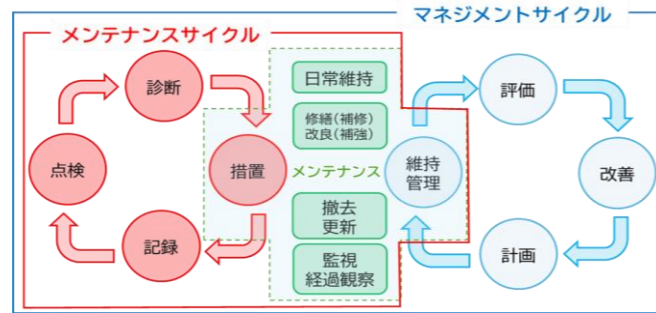 マネジメントサイクル
メンテナンスサイクル
診断
点検
措置
記録
日常維持
修繕(補修)
改良(補強)
メンテナンス
撤去
更新
監視
経過観察
維持
管理
評価
改善
計画